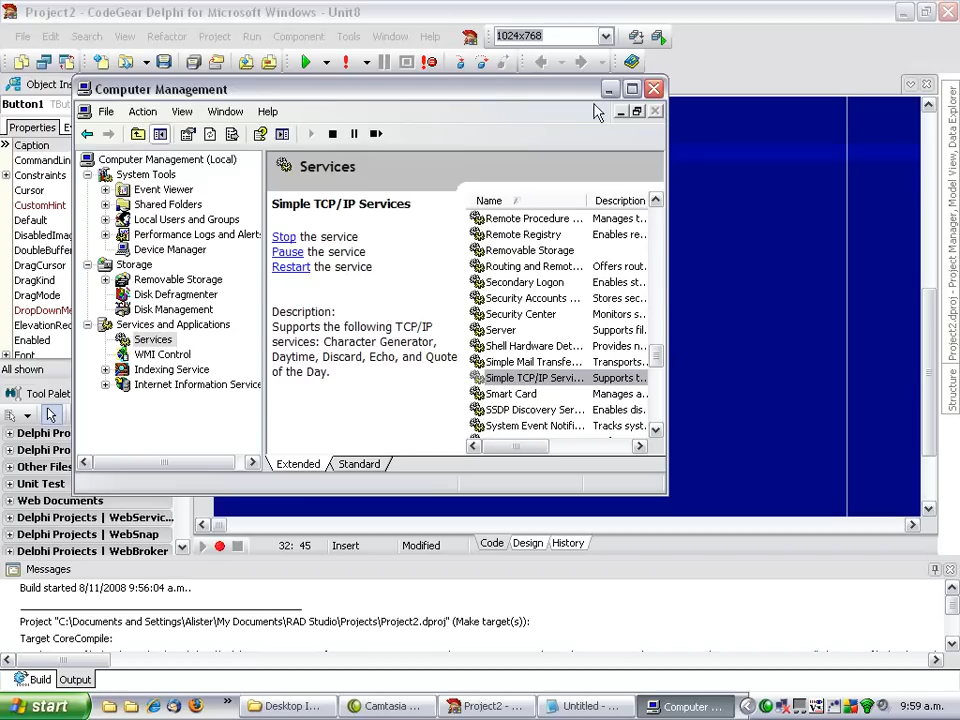 Project2 - CodeGear Delphi for Microsoft Windows - Unit8
File Edit Search View Refactor Project Run Component Tools Window Help
1024x768
Object Ins
Button1 TBut
Properties E
Caption
CommandLin
Constraints
Cursor
CustomHint
Default
DisabledImag
DoubleBuffer
DragCursor
DragKind
DragMode
DropDownMe
ElevationReq
Enabled
Font
All shown
Tool Palet
Delphi Pro
Delphi Pro
Other Files
Unit Test
Web Documents
Delphi Projects | WebServic...
Delphi Projects | WebSnap
Delphi Projects | WebBroker
Computer Management
File Action View Window Help
Computer Management (Local)
System Tools
Event Viewer
Shared Folders
Local Users and Groups
Performance Logs and Alert:
Device Manager
Storage
Removable Storage
Disk Defragmenter
Disk Management
Services and Applications
Services
WMI Control
Indexing Service
Internet Information Service
Services
Simple TCP/IP Services
Stop the service
Pause the service
Restart the service
Description:
Supports the following TCP/IP
services: Character Generator,
Daytime, Discard, Echo, and Quote
of the Day.
Name Description
Remote Procedure ... Manages t...
Remote Registry Enables re...
Removable Storage
Routing and Remot... Offers rout...
Secondary Logon Enables st...
Security Accounts ... Stores sec...
Security Center Monitors s...
Server Supports fil...
Shell Hardware Det... Provides n...
Simple Mail Transfe... Transports...
Simple TCP/IP Servi... Supports t...
Smart Card Manages a...
SSDP Discovery Ser... Enables dis...
System Event Notifi... Tracks syst...
Extended Standard
Project2.dproj - Project Manager, Model View, Data Explorer
Structure
32: 45 Insert Modified Code Design History
Messages
Build started 8/11/2008 9:56:04 a.m..
Project "C:\Documents and Settings\Alister\My Documents\RAD Studio\Projects\Project2.dproj" (Make target(s)):
Target CoreCompile:
Build Output
start Desktop I... Camtasia ... Project2 - ... Untitled - ... Computer ... 9:59 a.m.